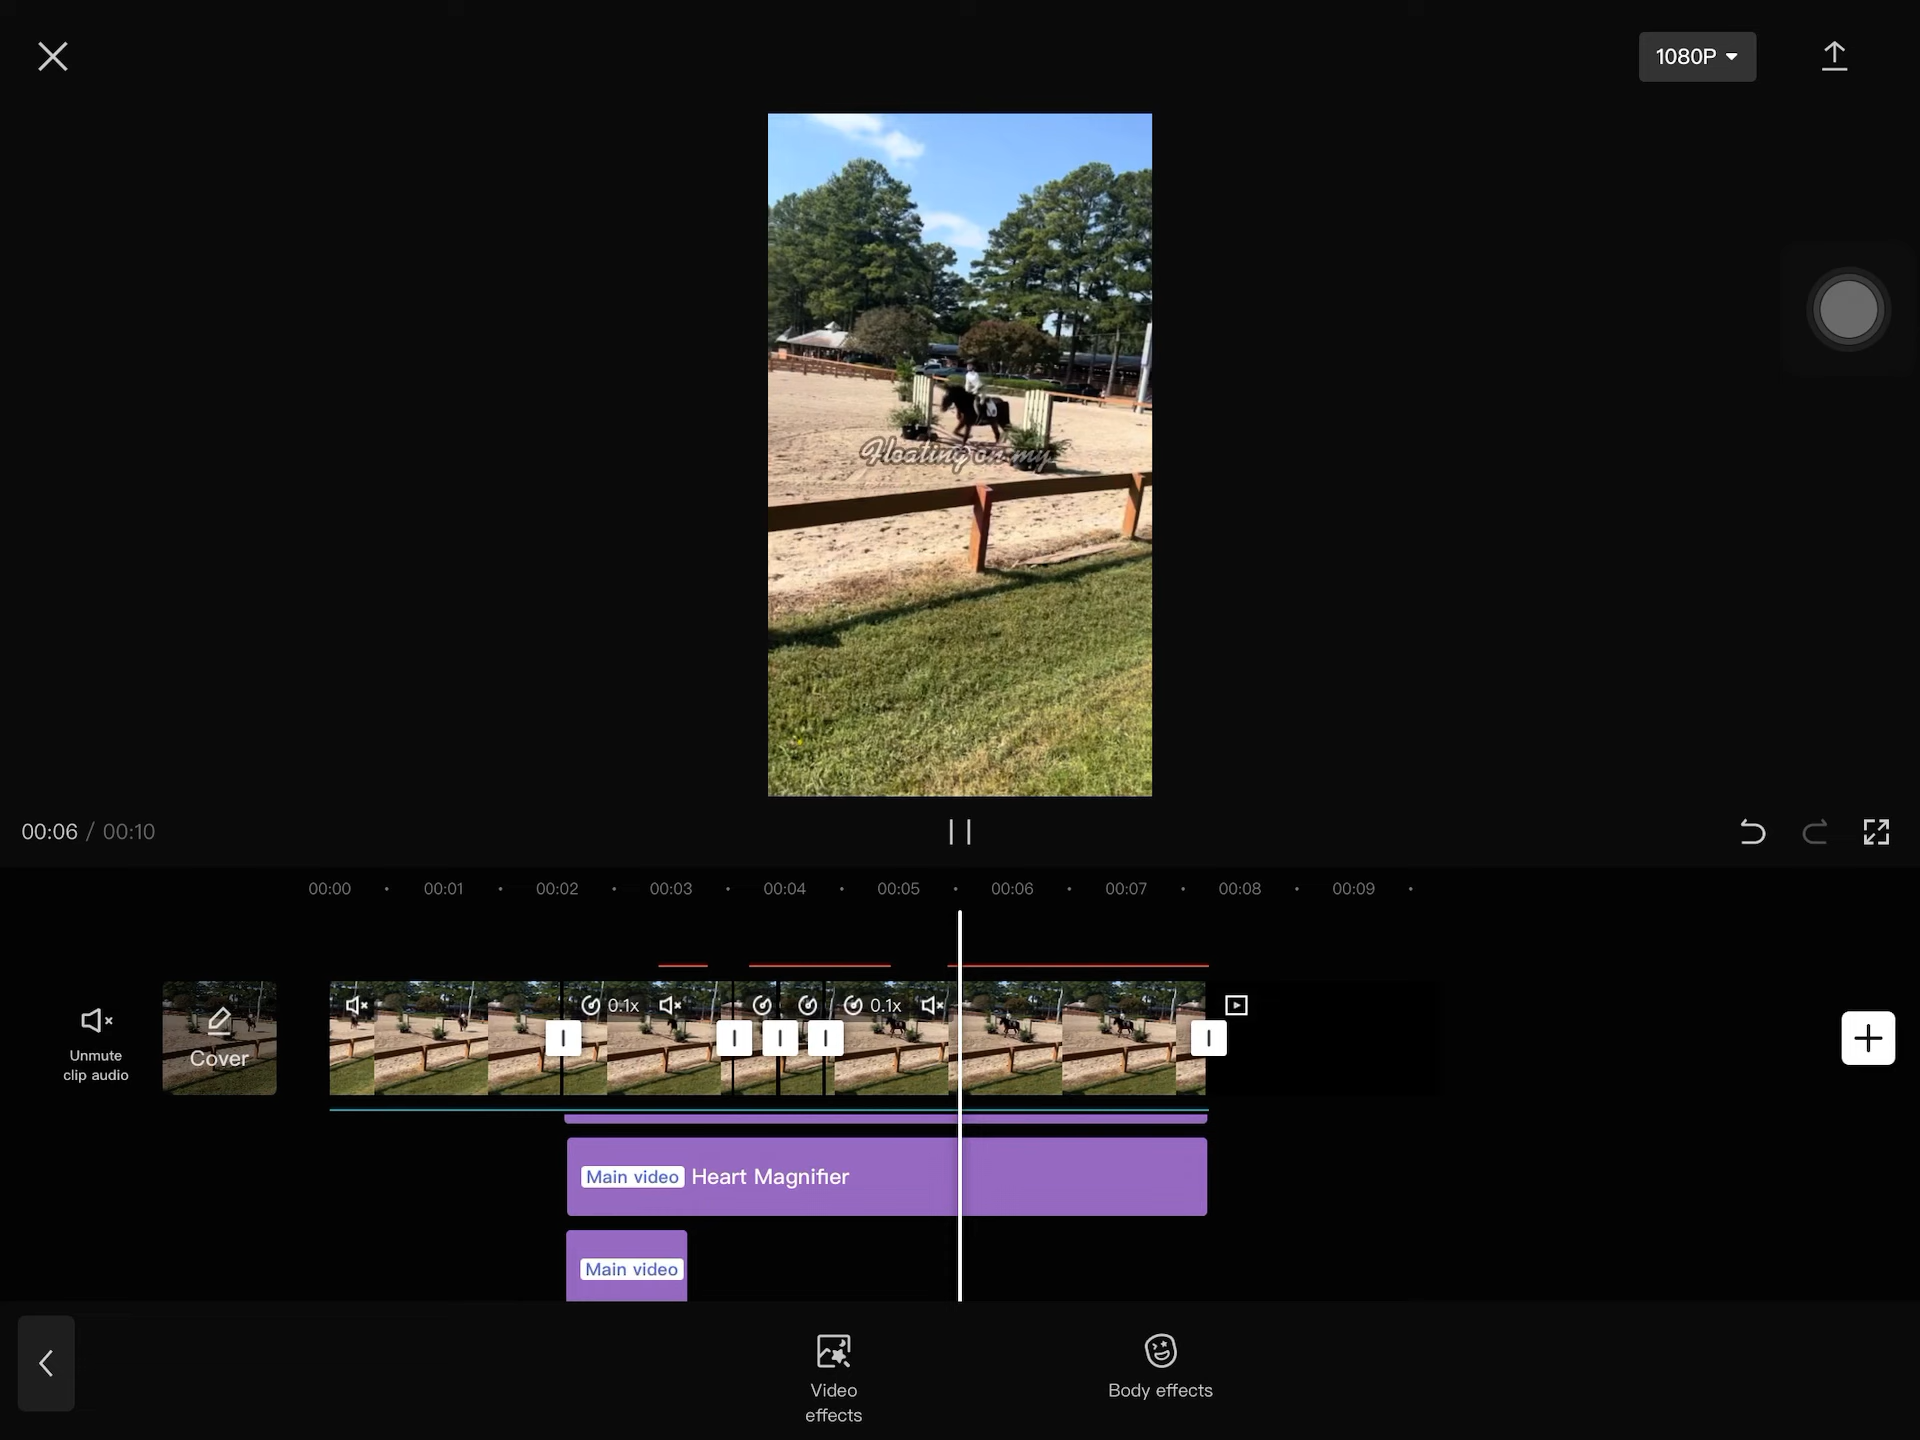 1080P
Floating on my
00:06 / 00:10
00:00 00:01 00:02 00:03 00:04 00:05 00:06 00:07 00:08 00:09
0.1x 0.1x
Unmute
clip audio
Cover
Main video Heart Magnifier
Main video
Video
effects
Body effects